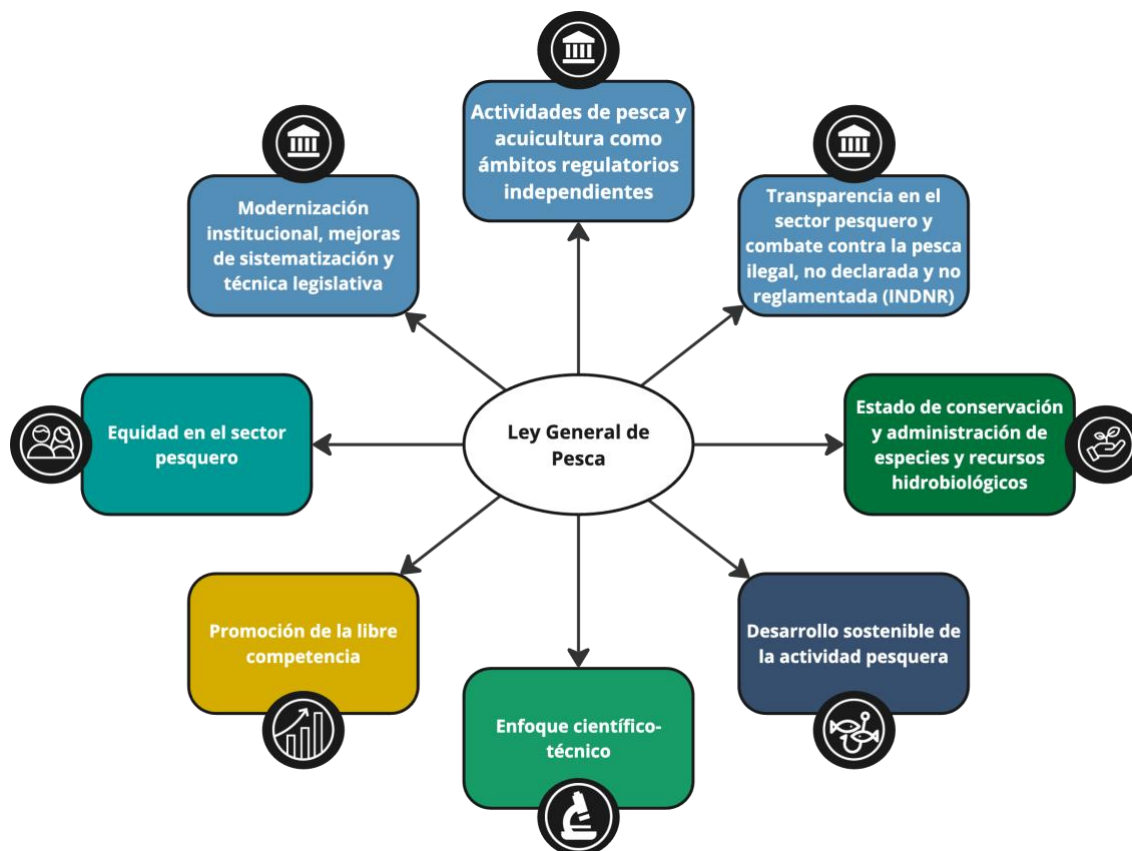 Actividades de pesca y
acuicultura como
ámbitos regulatorios
independientes
Modernización
institucional, mejoras
de sistematización y
técnica legislativa
Transparencia en el
sector pesquero y
combate contra la pesca
ilegal, no declarada y no
reglamentada (INDNR)
Equidad en el sector
pesquero
Ley General de
Pesca
Estado de conservación
y administración de
especies y recursos
hidrobiológicos
Promoción de la libre
competencia
Enfoque científico-
técnico
Desarrollo sostenible de
la actividad pesquera